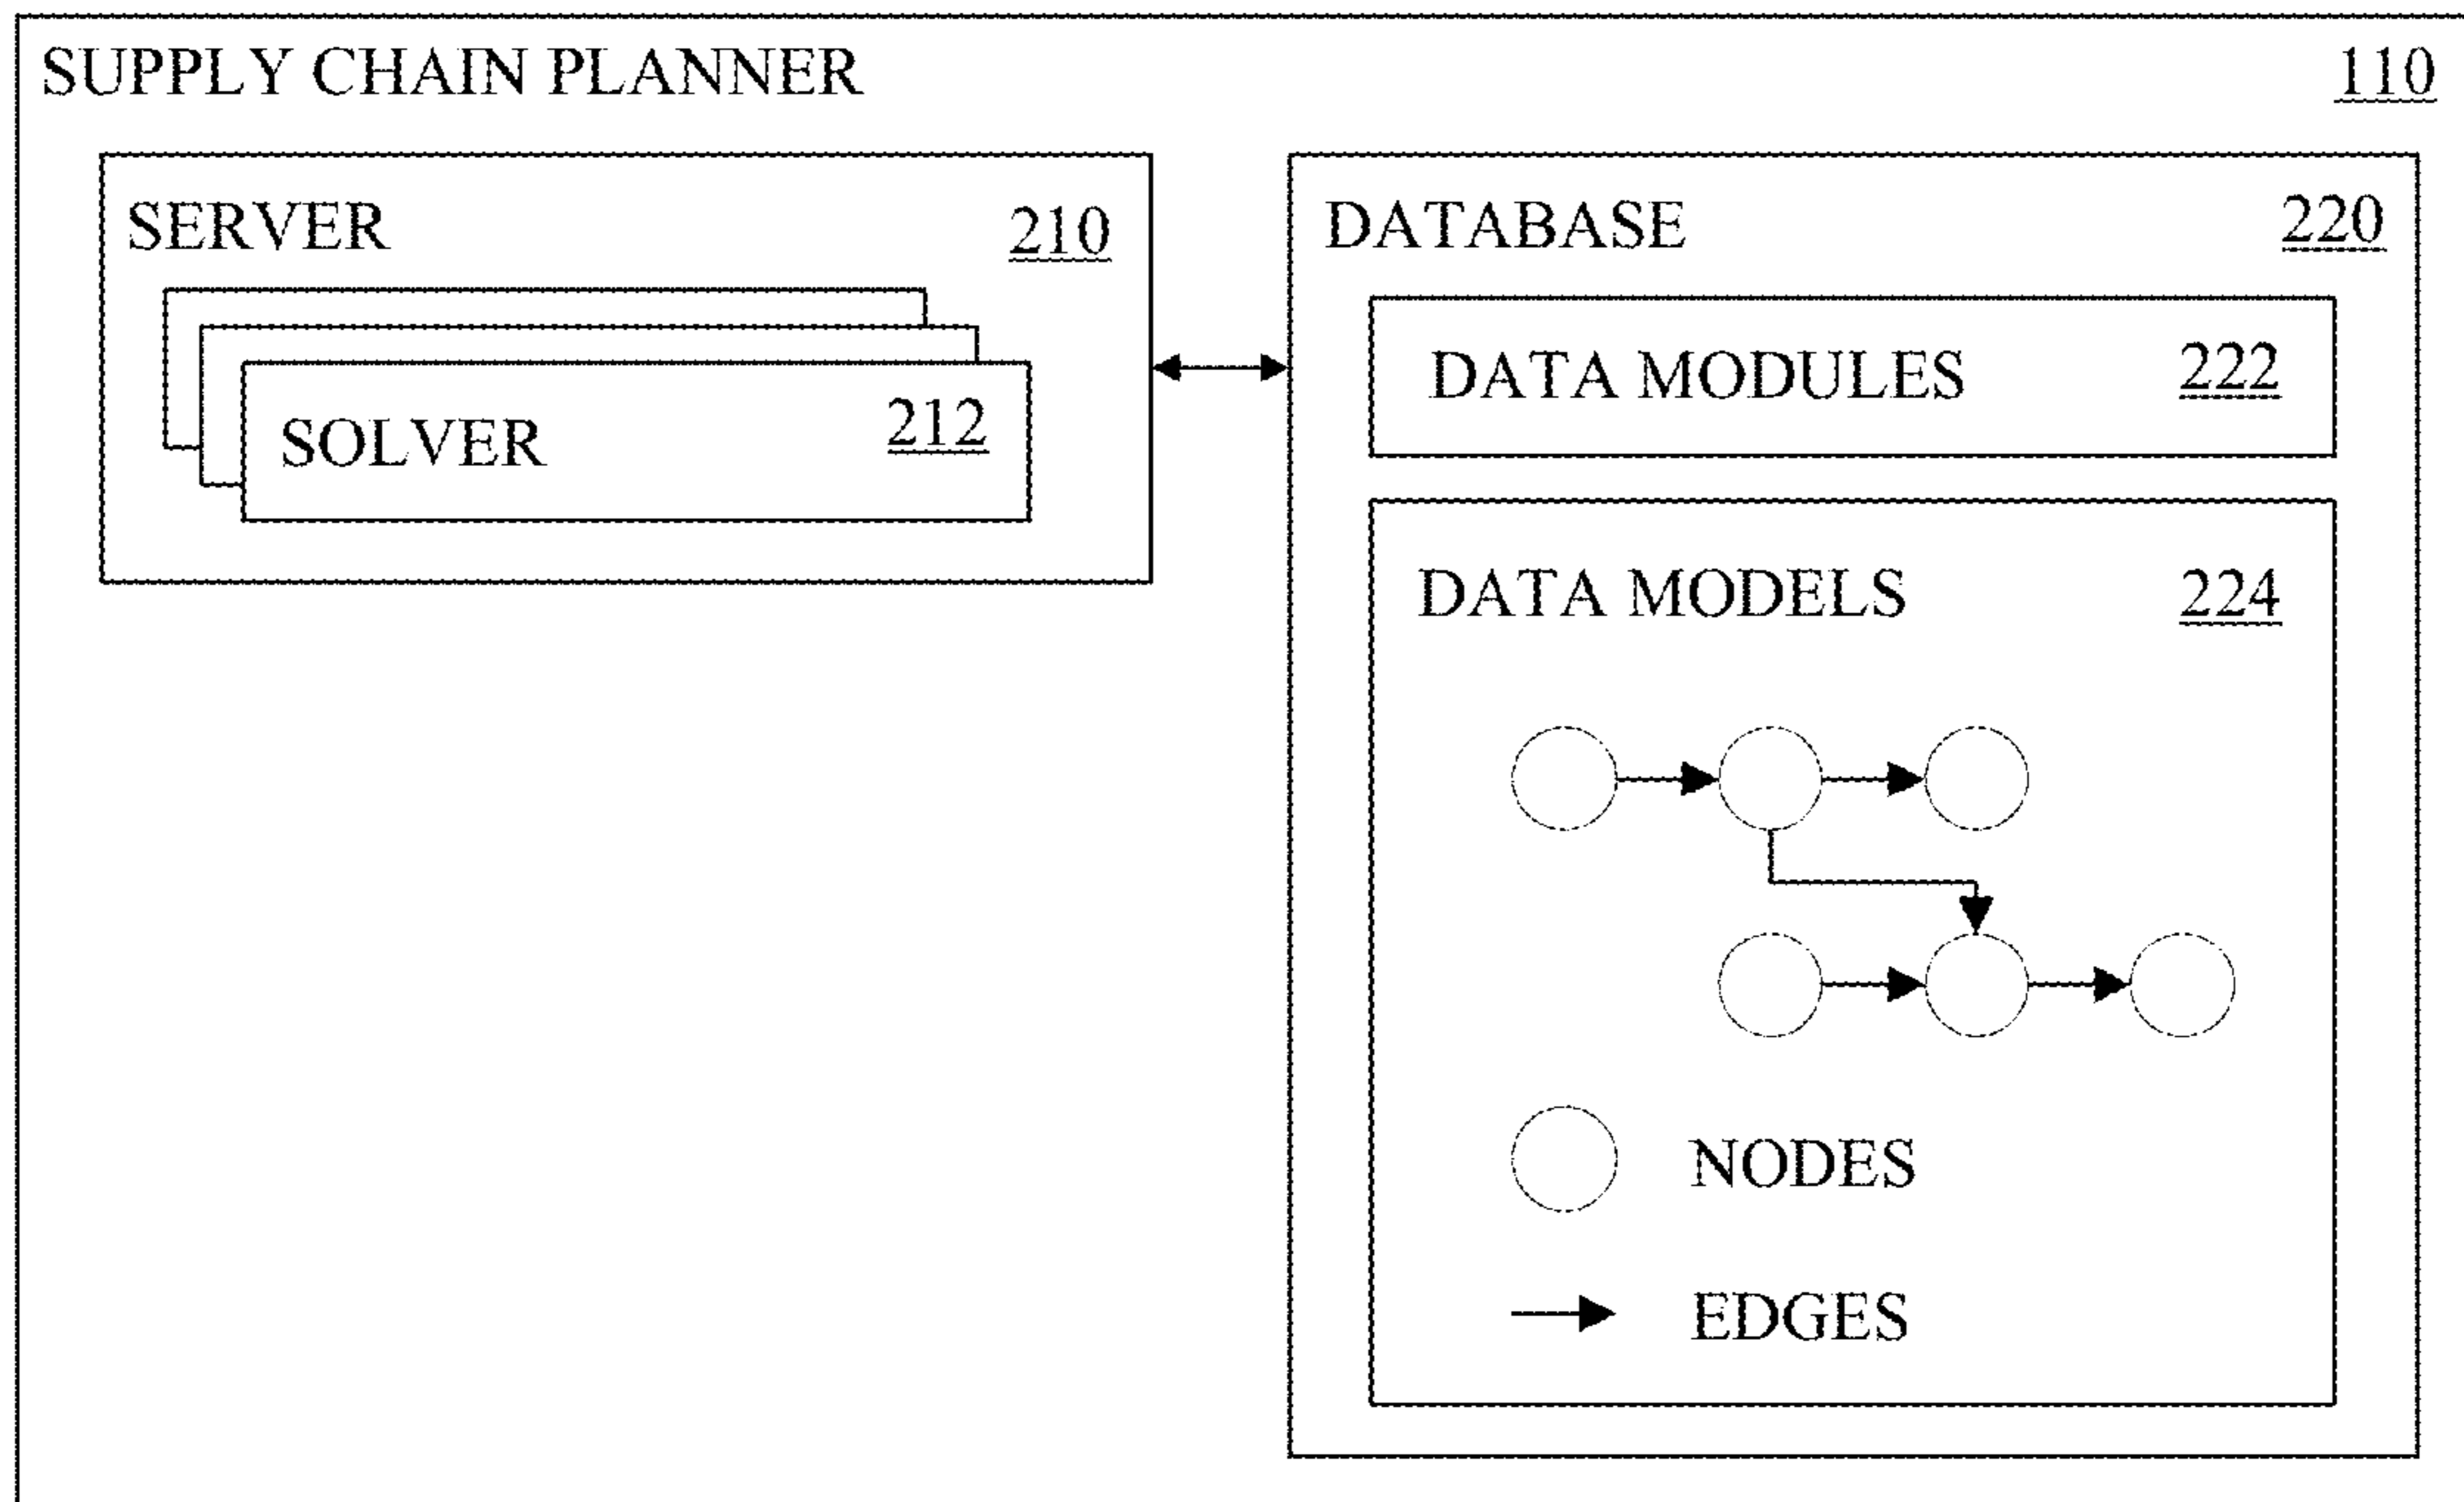 SUPPLY CHAIN PLANNER 110
SERVER 210
SOLVER 212
DATABASE 220
DATA MODULES 222
DATA MODELS 224
NODES
EDGES